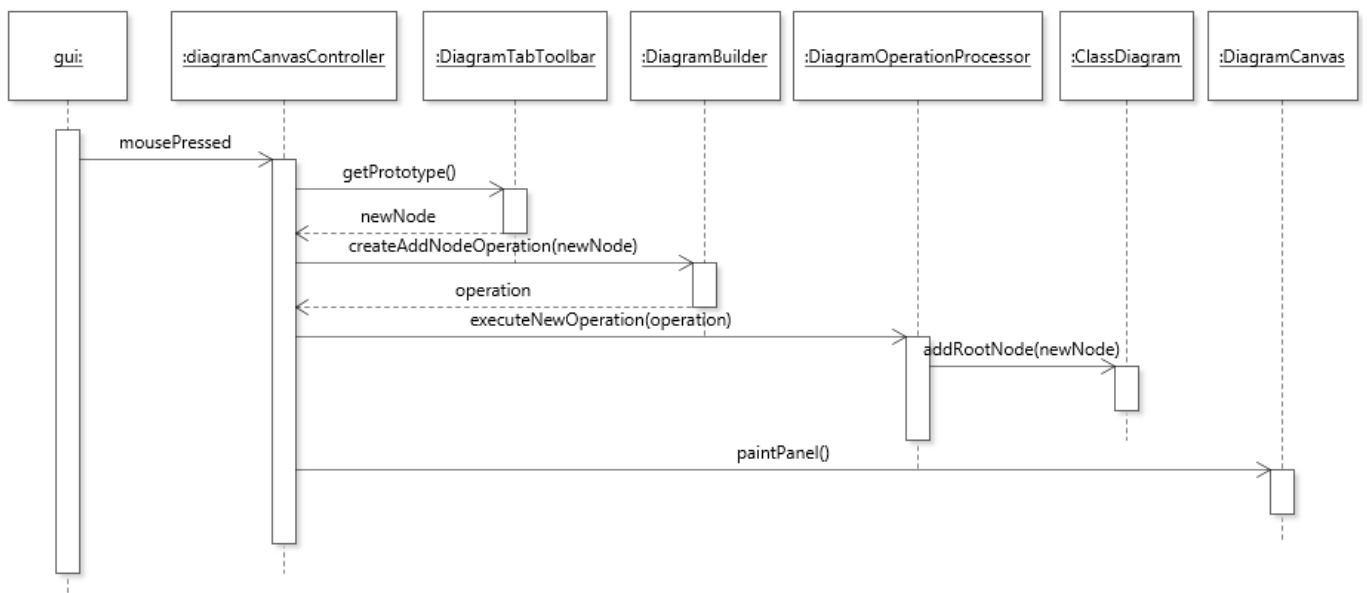 gui:
:diagramCanvasController
:DiagramTabToolbar
:DiagramBuilder
:DiagramOperationProcessor
:ClassDiagram
:DiagramCanvas
mousePressed
getPrototype()
newNode
createAddNodeOperation(newNode)
operation
executeNewOperation(operation)
addRootNode(newNode)
paintPanel()